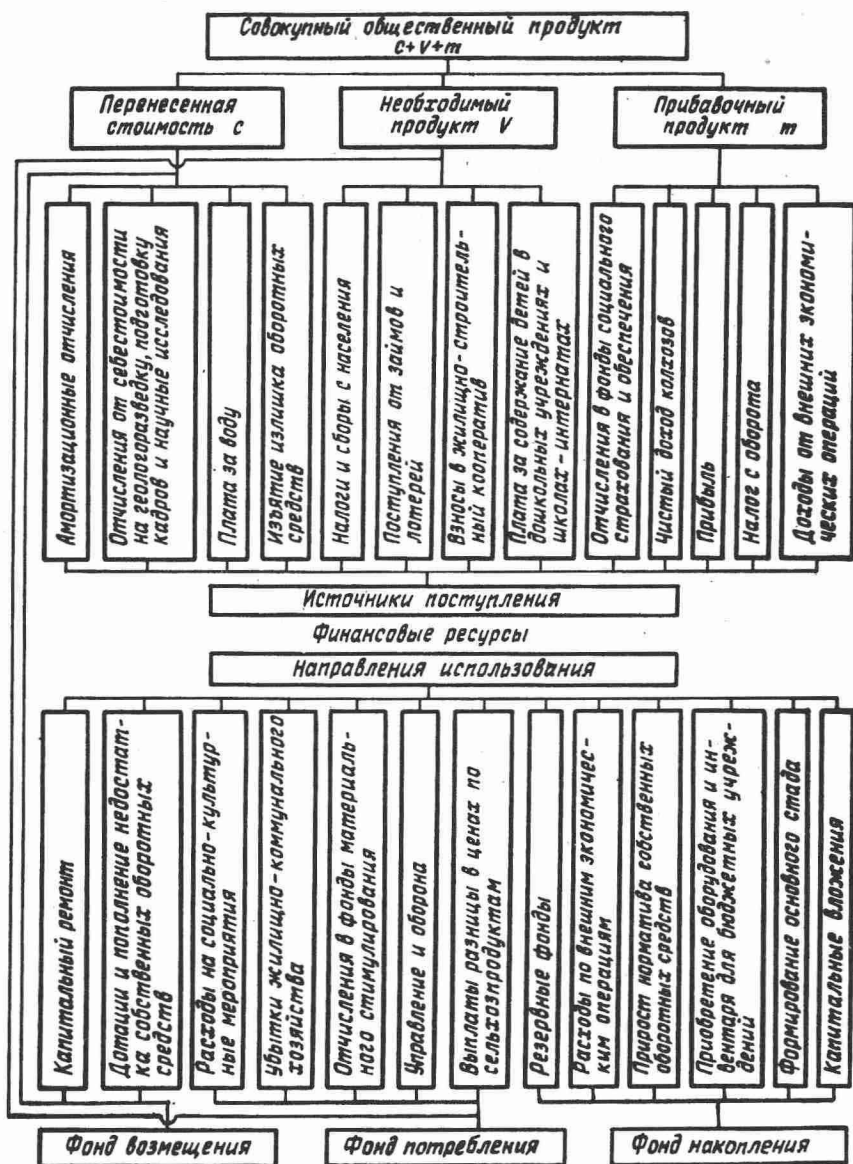 Совокупный общественный продукт
c+v+m
Перенесенная
стоимость c
Необходимый
продукт V
Прибавочный
продукт m
Амортизационные отчисления
Отчисления от себестоимости
на геологоразведку, подготовку
кадров и научные исследования
Плата за воду
Изъятие излишка оборотных
средств
Налоги и сборы с населения
Поступления от займов и
лотерей
Взносы в жилищно-строитель-
ный кооператив
Плата за содержание детей в
дошкольных учреждениях и
школах-интернатах
Отчисления в фонды социального
страхования и обеспечения
Чистый доход колхозов
Прибыль
Налог с оборота
Доходы от внешних экономи-
ческих операций
Источники поступления
Финансовые ресурсы
Направления использования
Капитальный ремонт
Дотации и пополнение недостат-
ка собственных оборотных
средств
Расходы на социально-культур-
ные мероприятия
Убытки жилищно-коммунального
хозяйства
Отчисления в фонды материаль-
ного стимулирования
Управление и оборона
Выплаты разницы в ценах по
сельхозпродуктам
Резервные фонды
Расходы по внешним экономичес-
ким операциям
Прирост норматива собственных
оборотных средств
Приобретение оборудования и ин-
вентаря для бюджетных учреж-
дений
Формирование основного стада
Капитальные вложения
Фонд возмещения
Фонд потребления
Фонд накопления